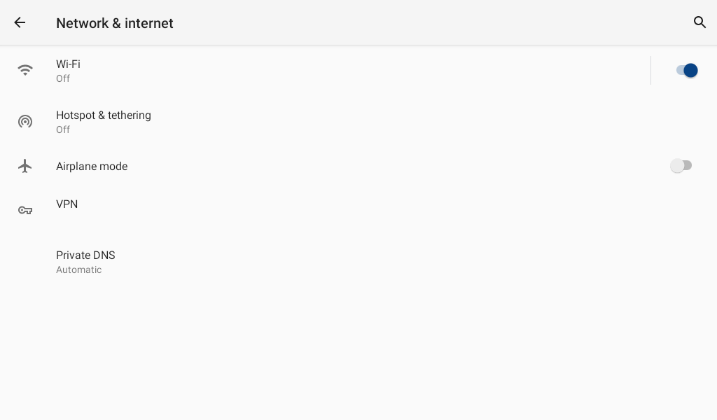 Network & internet
Wi-Fi
Off
Hotspot & tethering
Off
Airplane mode
VPN
Private DNS
Automatic